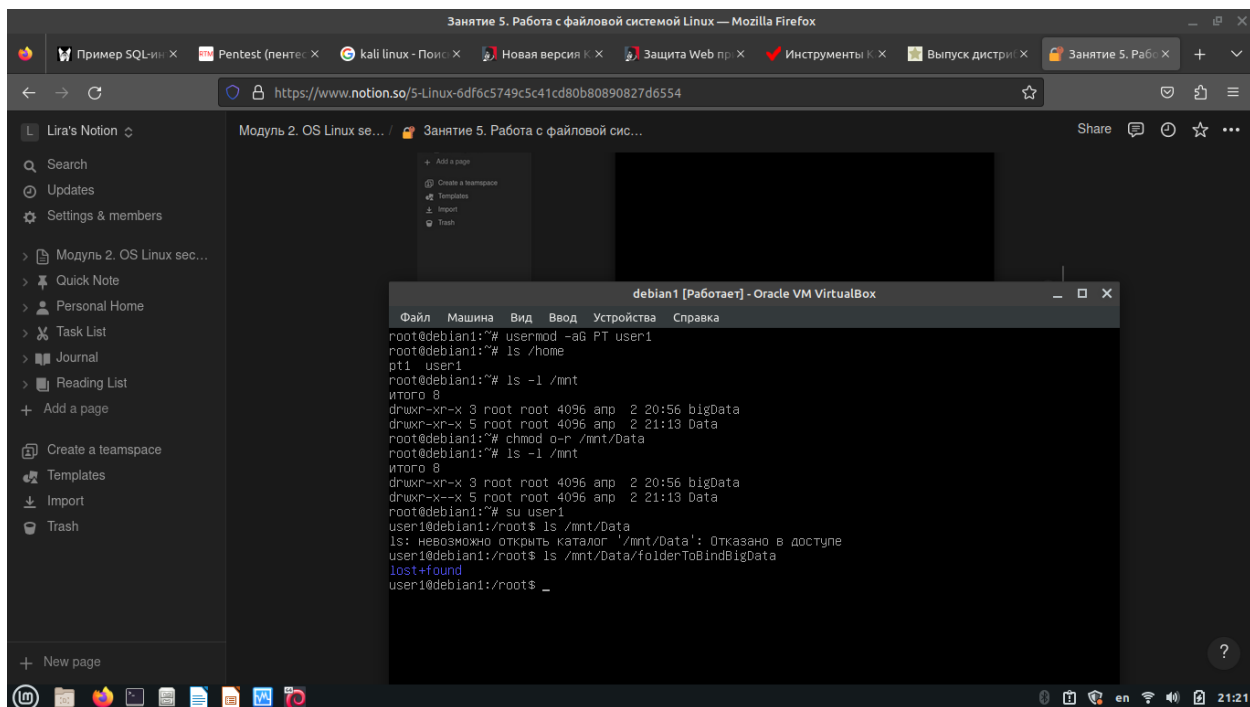 Занятие 5. Работа с файловой системой Linux — Mozilla Firefox
Пример SQL-ин
Pentest (пентес
kali linux - Поис
Новая версия K
Защита Web пр
Инструменты K
Выпуск дистриб
Занятие 5. Рабо
https://www.notion.so/5-Linux-6df6c5749c5c41cd80b80890827d6554
L Lira's Notion
Модуль 2. OS Linux se... / Занятие 5. Работа с файловой сис...
Share
Search
Updates
Settings & members
Модуль 2. OS Linux sec...
Quick Note
Personal Home
Task List
Journal
Reading List
+ Add a page
Create a teamspace
Templates
Import
Trash
+ New page
+ Add a page
Create a teamspace
Templates
Import
Trash
debian1 [Работает] - Oracle VM VirtualBox
Файл Машина Вид Ввод Устройства Справка
root@debian1:~# usermod -aG PT user1
root@debian1:~# ls /home
pt1 user1
root@debian1:~# ls -l /mnt
итого 8
drwxr-xr-x 3 root root 4096 апр 2 20:56 bigData
drwxr-xr-x 5 root root 4096 апр 2 21:13 Data
root@debian1:~# chmod o-r /mnt/Data
root@debian1:~# ls -l /mnt
итого 8
drwxr-xr-x 3 root root 4096 апр 2 20:56 bigData
drwxr-x--x 5 root root 4096 апр 2 21:13 Data
root@debian1:~# su user1
user1@debian1:/root$ ls /mnt/Data
ls: невозможно открыть каталог '/mnt/Data': Отказано в доступе
user1@debian1:/root$ ls /mnt/Data/folderToBindBigData
lost+found
user1@debian1:/root$ _
?
en 21:21